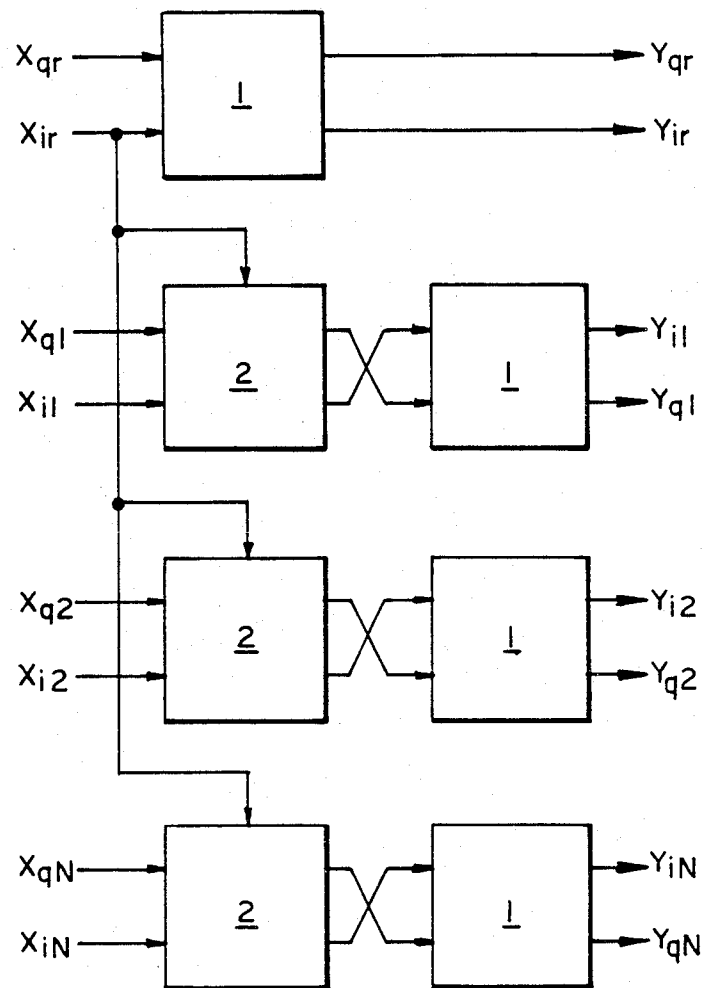 Xqr 1 Yqr
Xir Yir
Xq1 2 1 Yi1
Xi1 Yq1
Xq2 2 1 Yi2
Xi2 Yq2
XqN 2 1 YiN
XiN YqN